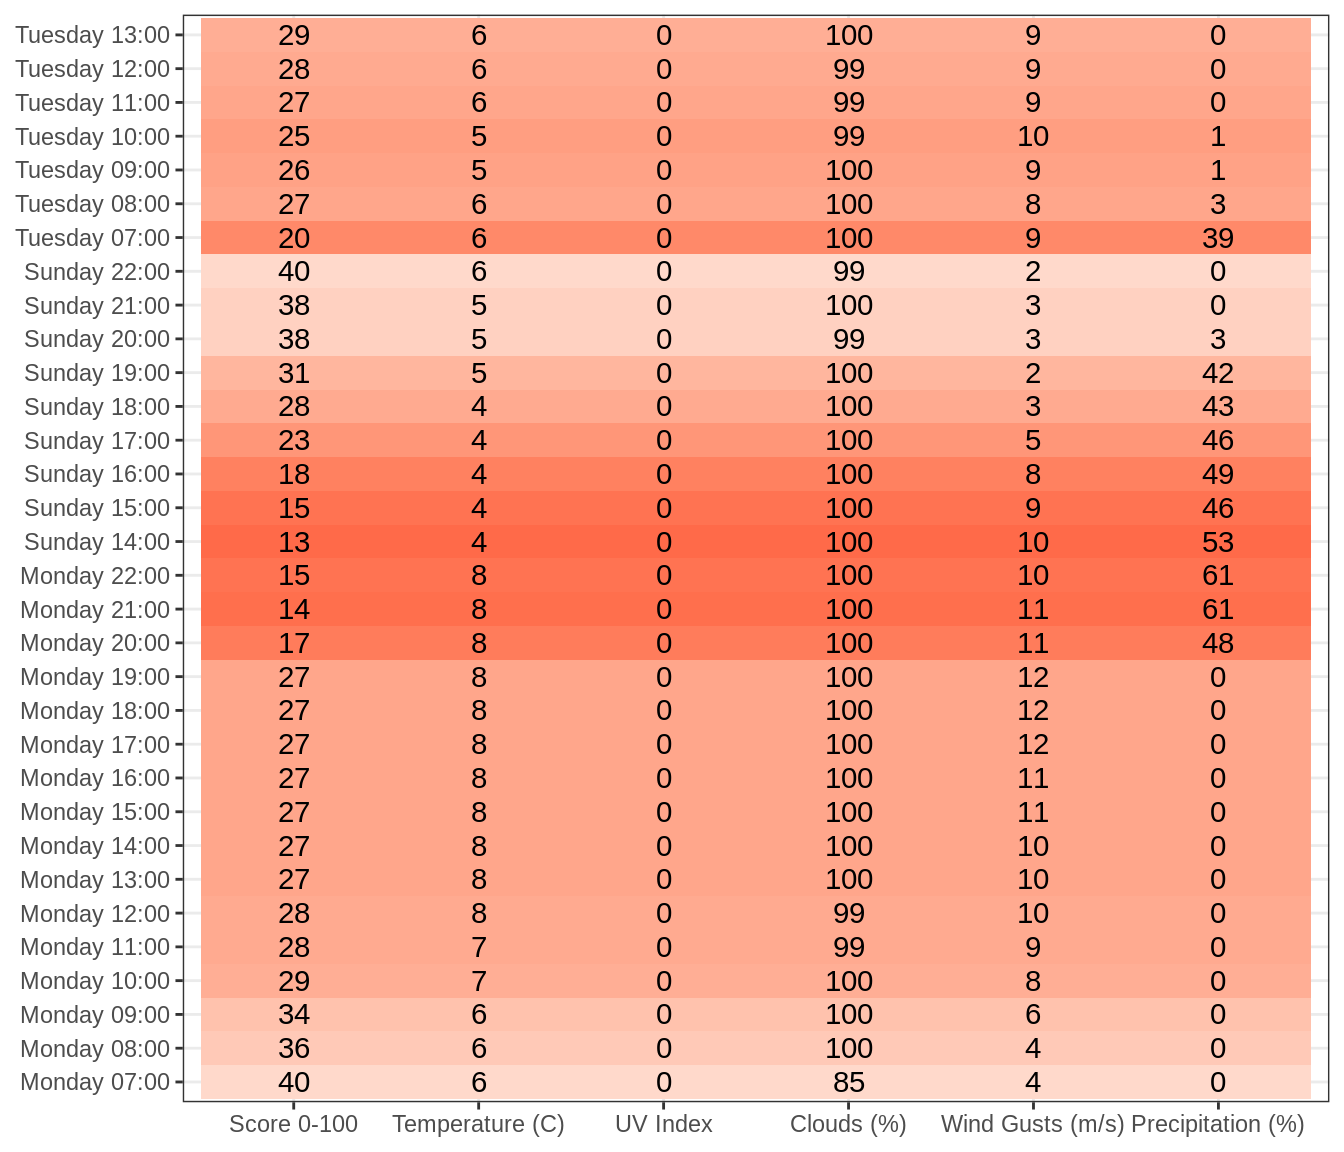 Tuesday 13:00 29 6 0 100 9 0
Tuesday 12:00 28 6 0 99 9 0
Tuesday 11:00 27 6 0 99 9 0
Tuesday 10:00 25 5 0 99 10 1
Tuesday 09:00 26 5 0 100 9 1
Tuesday 08:00 27 6 0 100 8 3
Tuesday 07:00 20 6 0 100 9 39
Sunday 22:00 40 6 0 99 2 0
Sunday 21:00 38 5 0 100 3 0
Sunday 20:00 38 5 0 99 3 3
Sunday 19:00 31 5 0 100 2 42
Sunday 18:00 28 4 0 100 3 43
Sunday 17:00 23 4 0 100 5 46
Sunday 16:00 18 4 0 100 8 49
Sunday 15:00 15 4 0 100 9 46
Sunday 14:00 13 4 0 100 10 53
Monday 22:00 15 8 0 100 10 61
Monday 21:00 14 8 0 100 11 61
Monday 20:00 17 8 0 100 11 48
Monday 19:00 27 8 0 100 12 0
Monday 18:00 27 8 0 100 12 0
Monday 17:00 27 8 0 100 12 0
Monday 16:00 27 8 0 100 11 0
Monday 15:00 27 8 0 100 11 0
Monday 14:00 27 8 0 100 10 0
Monday 13:00 27 8 0 100 10 0
Monday 12:00 28 8 0 99 10 0
Monday 11:00 28 7 0 99 9 0
Monday 10:00 29 7 0 100 8 0
Monday 09:00 34 6 0 100 6 0
Monday 08:00 36 6 0 100 4 0
Monday 07:00 40 6 0 85 4 0
Score 0-100 Temperature (C) UV Index Clouds (%) Wind Gusts (m/s) Precipitation (%)